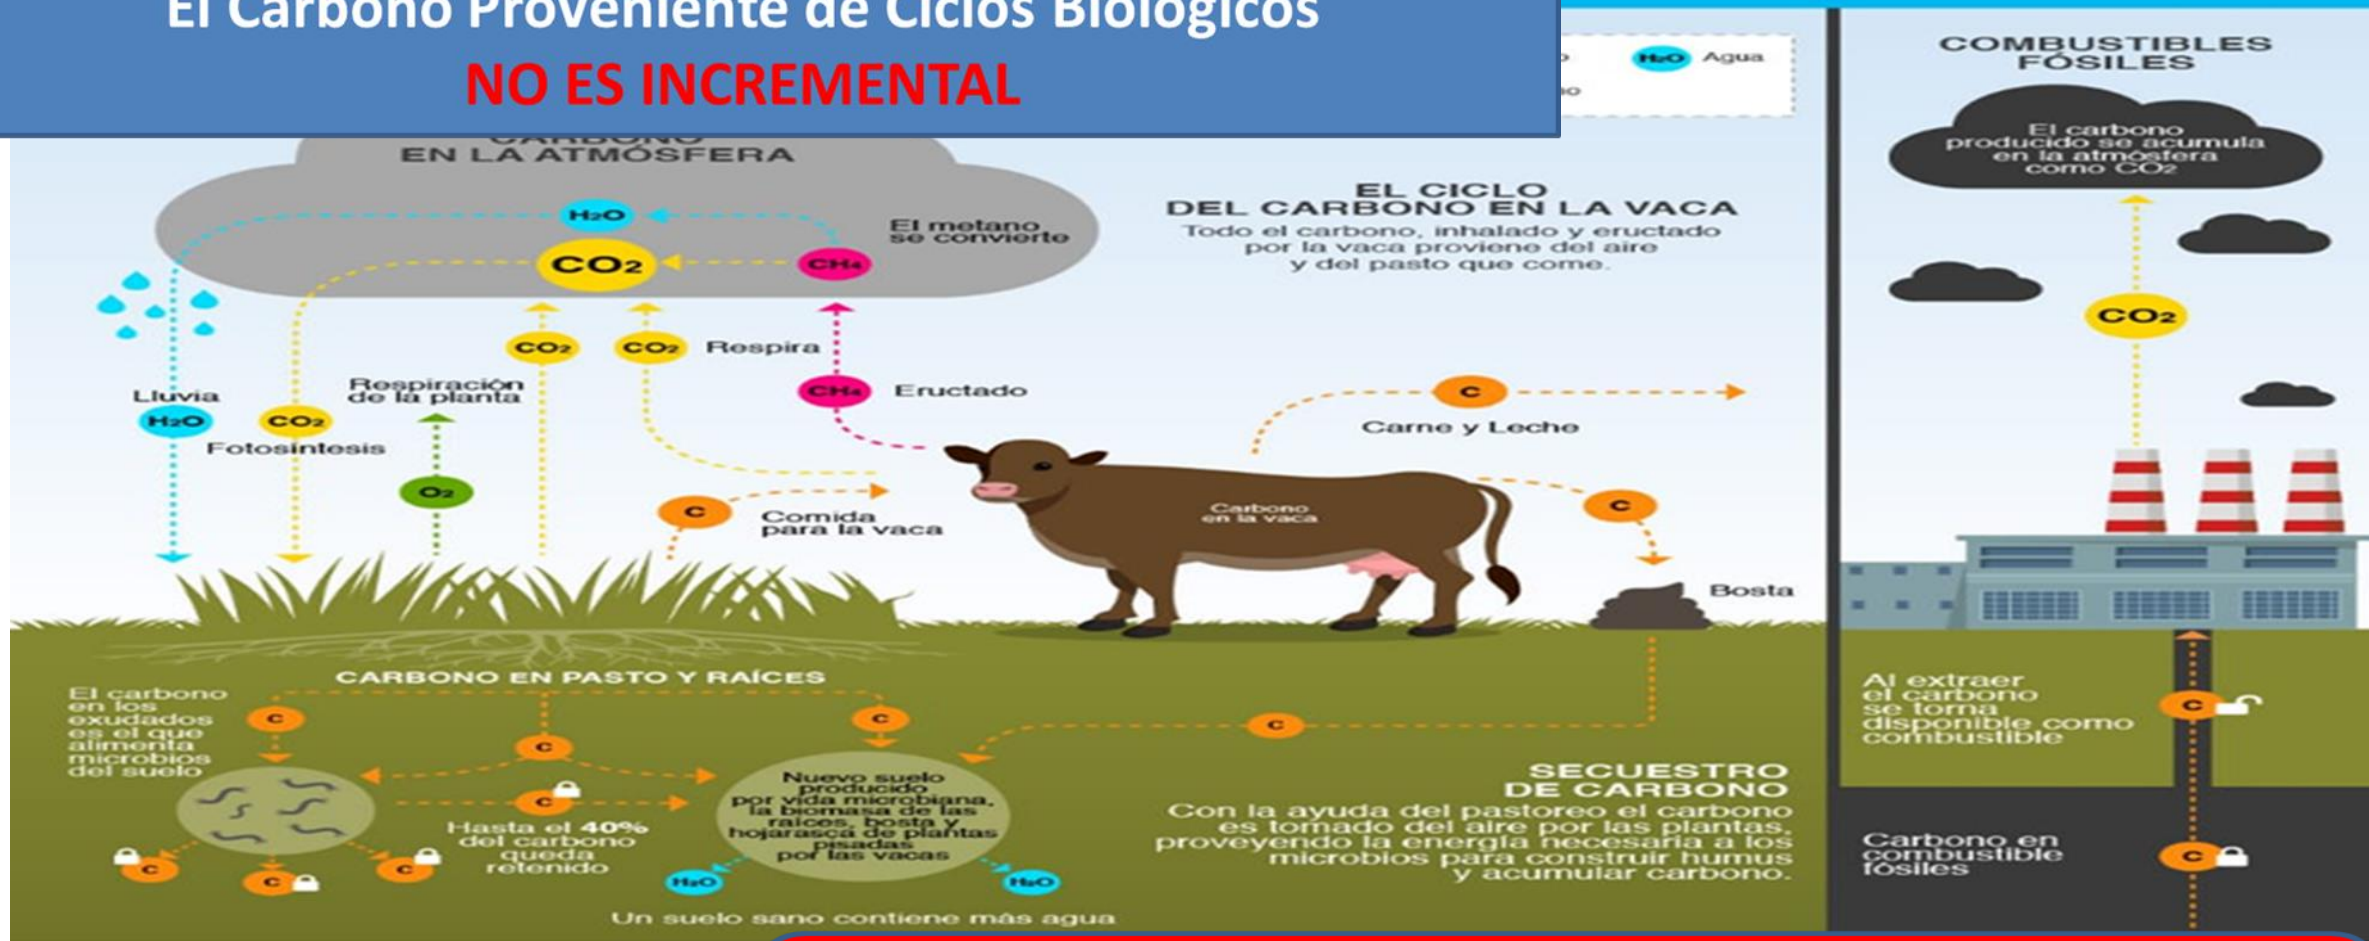 El Carbono Proveniente de Ciclos Biológicos
NO ES INCREMENTAL
H2O Agua
CARBONO
EN LA ATMÓSFERA
H2O
CO2
CH4
El metano
se convierte
EL CICLO
DEL CARBONO EN LA VACA
Todo el carbono, inhalado y eructado
por la vaca proviene del aire
y del pasto que come.
COMBUSTIBLES
FÓSILES
El carbono
producido se acumula
en la atmósfera
como CO2
CO2
CO2
CO2
Respira
CH4
Eructado
Lluvia
H2O
CO2
Fotosíntesis
Respiración
de la planta
O2
C
Comida
para la vaca
C
Carne y Leche
Carbono
en la vaca
C
Bosta
CARBONO EN PASTO Y RAÍCES
El carbono
en los
exudados
es el que
alimenta
microbios
del suelo
C
C
C
C
C
Hasta el 40%
del carbono
queda
retenido
C
C
C
Nuevo suelo
producido
por vida microbiana,
la biomasa de las
raíces, bosta y
hojarasca de plantas
pisadas
por las vacas
H2O
H2O
Un suelo sano contiene más agua
SECUESTRO
DE CARBONO
Con la ayuda del pastoreo el carbono
es tomado del aire por las plantas,
proveyendo la energía necesaria a los
microbios para construir humus
y acumular carbono.
Al extraer
el carbono
se torna
disponible como
combustible
C
Carbono en
combustible
fósiles
C